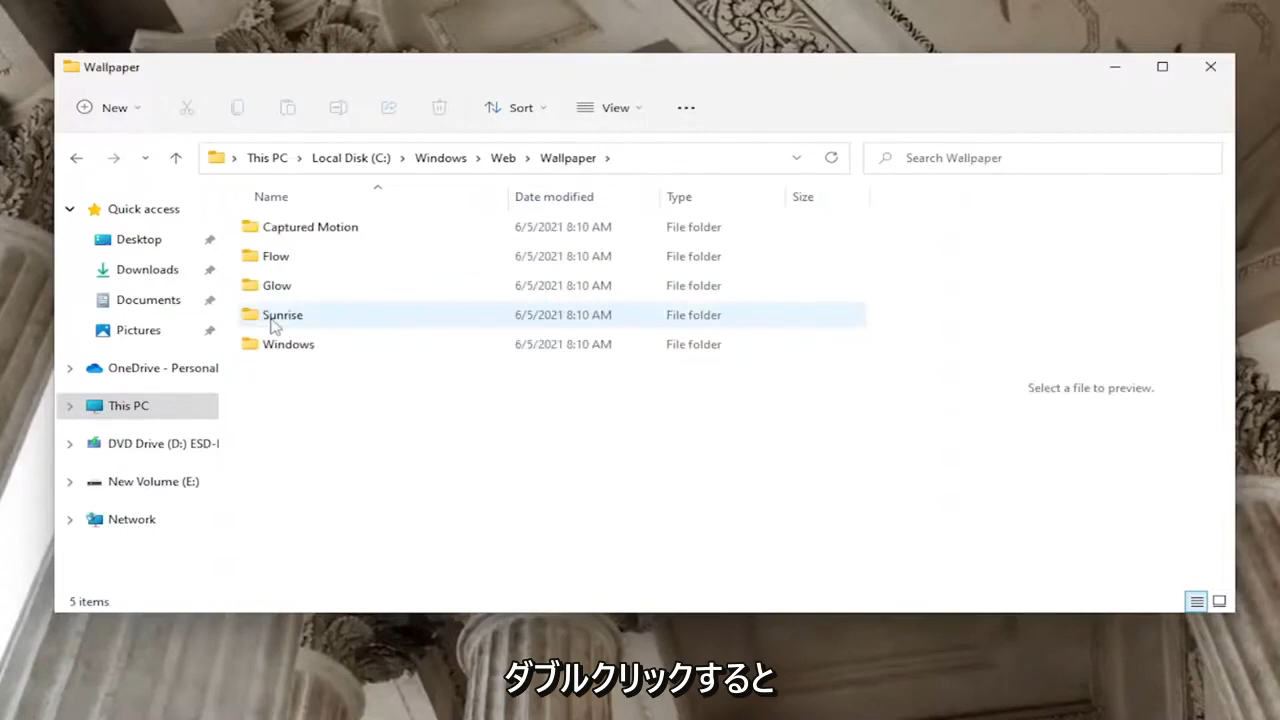 Wallpaper
New
Sort
View
This PC
Local Disk (C:)
Windows
Web
Wallpaper
Search Wallpaper
Name
Date modified
Type
Size
Quick access
Desktop
Downloads
Documents
Pictures
OneDrive - Personal
This PC
DVD Drive (D:) ESD-I
New Volume (E:)
Network
Captured Motion 6/5/2021 8:10 AM File folder
Flow 6/5/2021 8:10 AM File folder
Glow 6/5/2021 8:10 AM File folder
Sunrise 6/5/2021 8:10 AM File folder
Windows 6/5/2021 8:10 AM File folder
Select a file to preview.
5 items
ダブルクリックすると